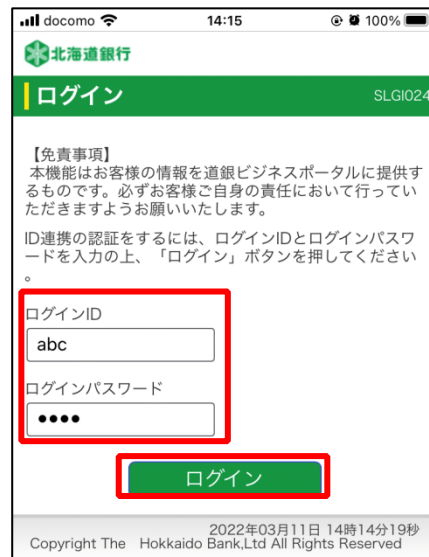 docomo 14:15 100%
北海道銀行
ログイン SLGI024
【免責事項】
本機能はお客様の情報を道銀ビジネスポータルに提供す
るものです。必ずお客様ご自身の責任において行ってい
ただきますようお願いいたします。
ID連携の認証をするには、ログインIDとログインパスワ
ードを入力の上、「ログイン」ボタンを押してください
。
ログインID
abc
ログインパスワード
••••
ログイン
2022年03月11日 14時14分19秒
Copyright The Hokkaido Bank,Ltd All Rights Reserved